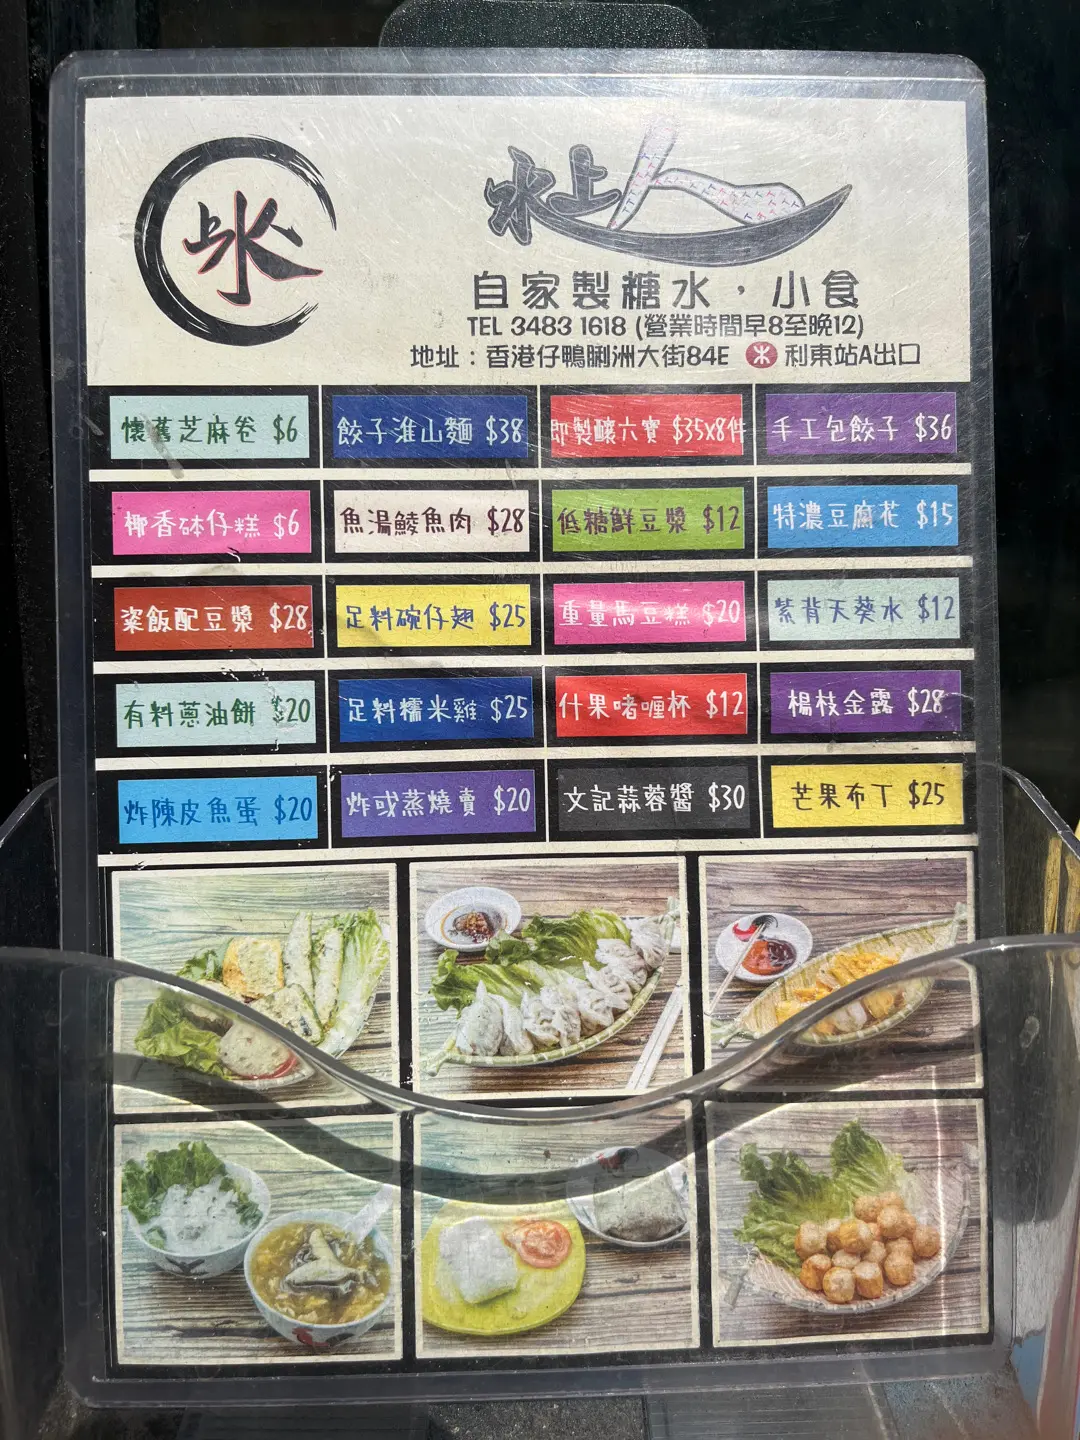 上水
水上人
自家製糖水，小食
TEL 3483 1618 (營業時間早8至晚12)
地址：香港仔鴨脷洲大街84E 利東站A出口
懷舊芝麻卷 $6
餃子淮山麵 $38
即製釀六寶 $35x8件
手工包餃子 $36
椰香砵仔糕 $6
魚湯鯪魚肉 $28
低糖鮮豆漿 $12
特濃豆腐花 $15
粢飯配豆漿 $28
足料碗仔翅 $25
重量馬豆糕 $20
紫背天葵水 $12
有料蔥油餅 $20
足料糯米雞 $25
什果啫喱杯 $12
楊枝金露 $28
炸陳皮魚蛋 $20
炸或蒸燒賣 $20
文記蒜蓉醬 $30
芒果布丁 $25